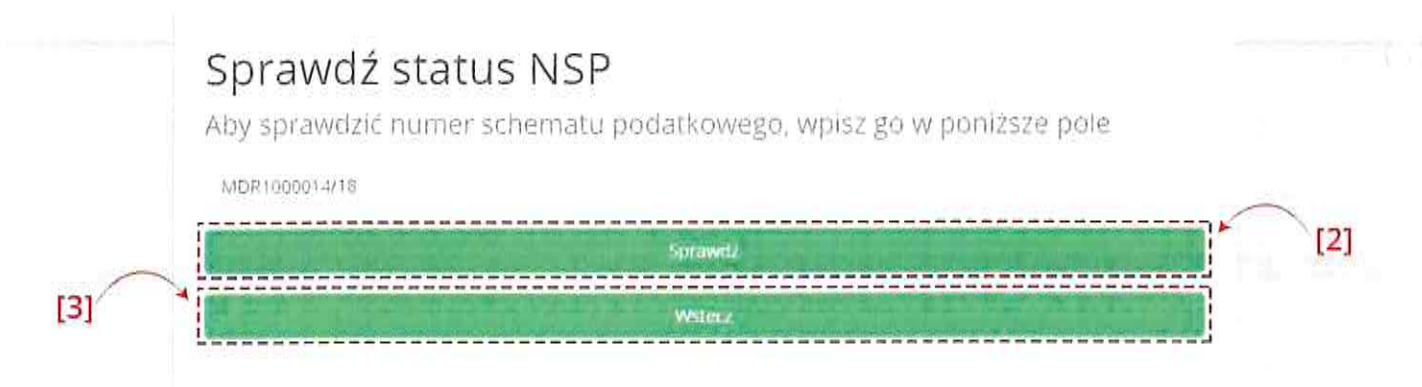 Sprawdź status NSP
Aby sprawdzić numer schematu podatkowego, wpisz go w poniższe pole
MDR1000014/18
Sprawdź
[2]
[3]
Wstecz